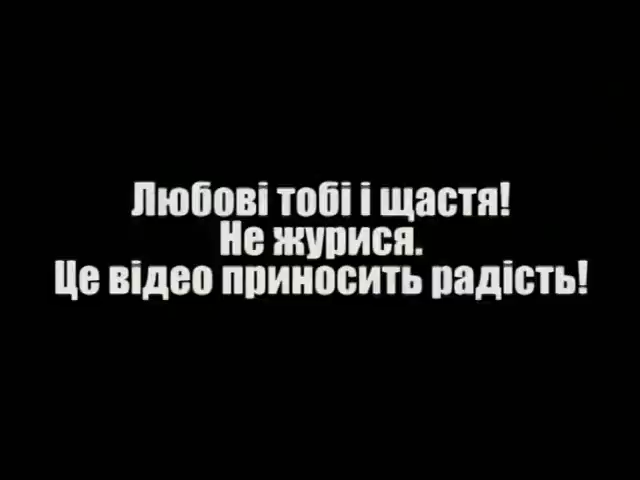 Любові тобі і щастя!
Не журися.
Це відео приносить радість!